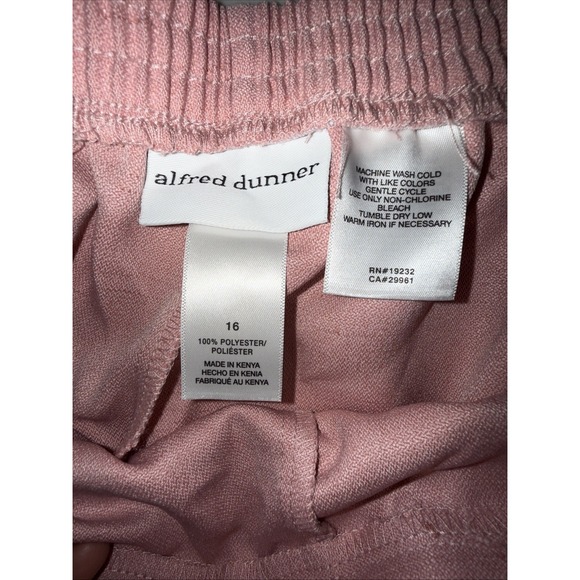 alfred dunner
16
100% POLYESTER/
POLIÉSTER
MADE IN KENYA
HECHO EN KENIA
FABRIQUÉ AU KENYA
MACHINE WASH COLD
WITH LIKE COLORS
GENTLE CYCLE
USE ONLY NON-CHLORINE
BLEACH
TUMBLE DRY LOW
WARM IRON IF NECESSARY
RN#19232
CA#29961